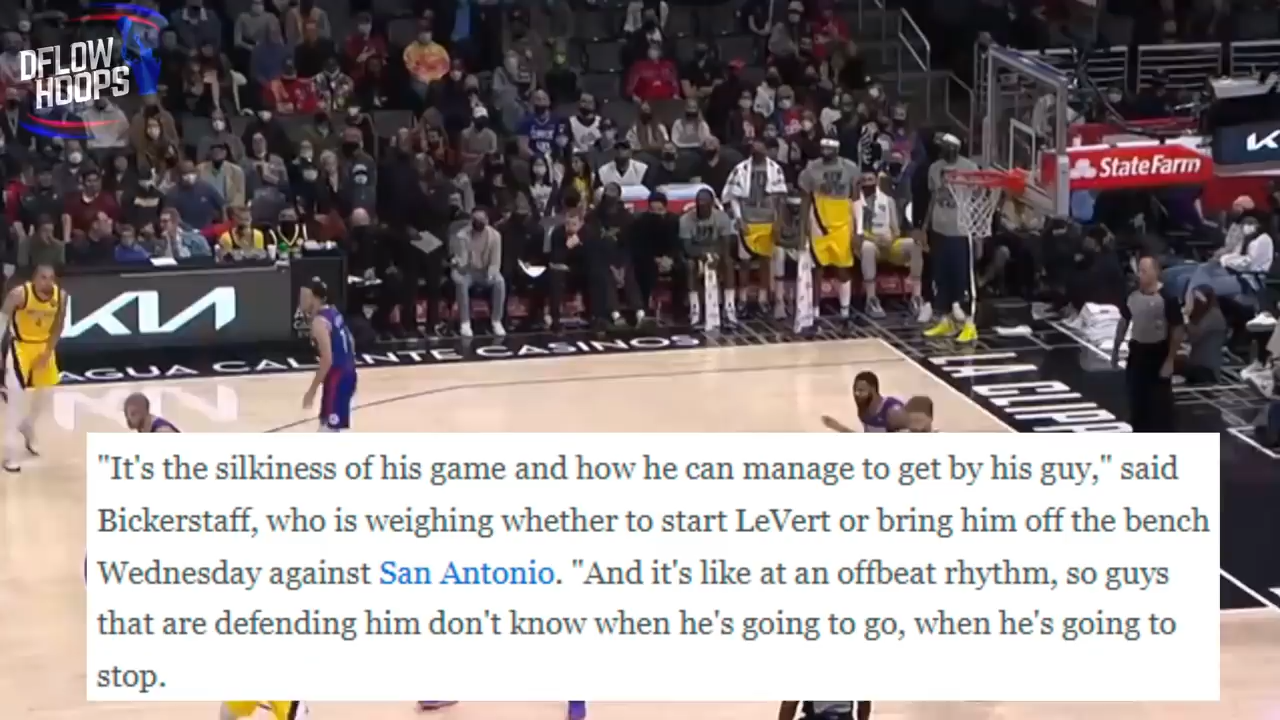 DFLOW
HOOPS
StateFarm
KIA
AGUA CALIENTE CASINOS
"It's the silkiness of his game and how he can manage to get by his guy," said
Bickerstaff, who is weighing whether to start LeVert or bring him off the bench
Wednesday against San Antonio. "And it's like at an offbeat rhythm, so guys
that are defending him don't know when he's going to go, when he's going to
stop.